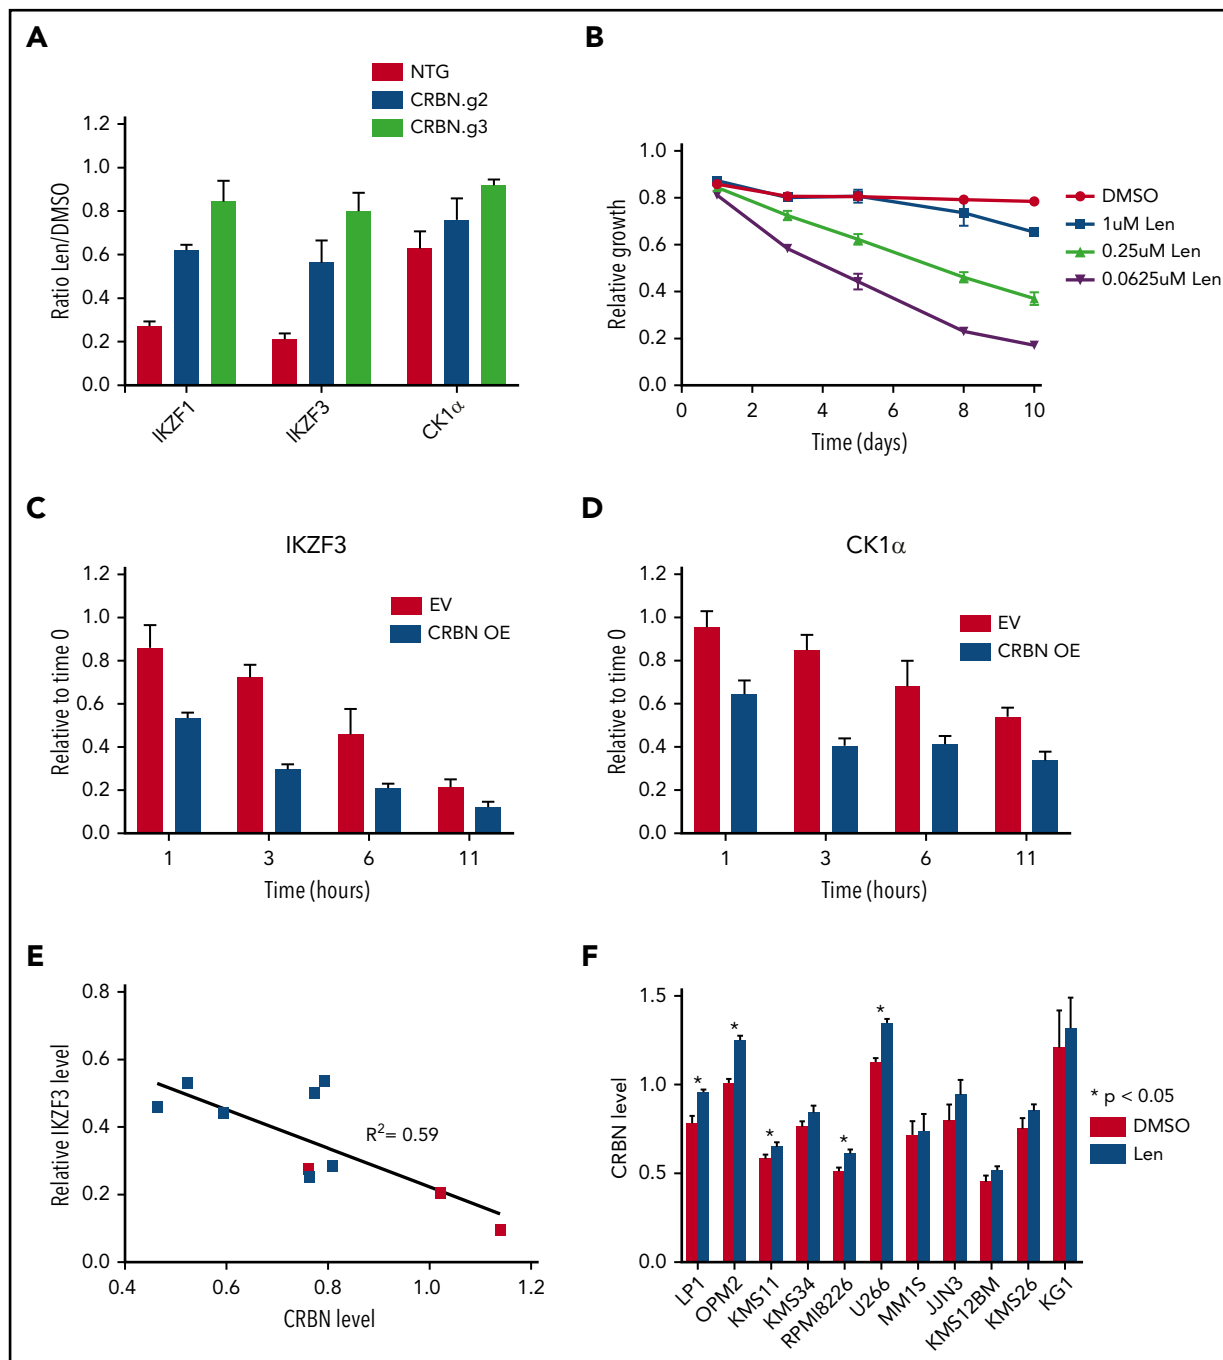 A
NTG
CRBN.g2
CRBN.g3
Ratio Len/DMSO
1.2
1.0
0.8
0.6
0.4
0.2
0.0
IKZF1
IKZF3
CK1α
B
Relative growth
1.0
0.8
0.6
0.4
0.2
0.0
0 2 4 6 8 10
Time (days)
DMSO
1uM Len
0.25uM Len
0.0625uM Len
C
IKZF3
EV
CRBN OE
Relative to time 0
1.2
1.0
0.8
0.6
0.4
0.2
0.0
1 3 6 11
Time (hours)
D
CK1α
EV
CRBN OE
Relative to time 0
1.2
1.0
0.8
0.6
0.4
0.2
0.0
1 3 6 11
Time (hours)
E
Relative IKZF3 level
0.8
0.6
0.4
0.2
0.0
R²= 0.59
0.4 0.6 0.8 1.0 1.2
CRBN level
F
CRBN level
1.5
1.0
0.5
0.0
* * * * *
* p < 0.05
DMSO
Len
LP1
OPM2
KMS11
KMS34
RPMI8226
U266
MM1S
JJN3
KMS12BM
KMS26
KG1